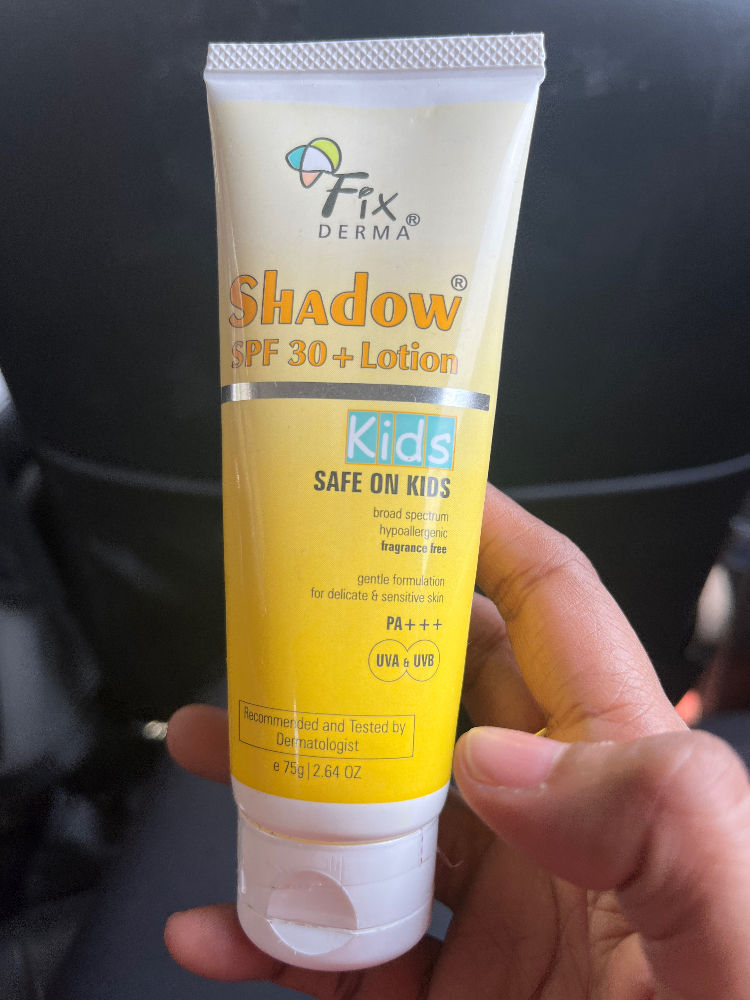 Fix®
DERMA
Shadow®
SPF 30+ Lotion
Kids
SAFE ON KIDS
broad spectrum
hypoallergenic
fragrance free
gentle formulation
for delicate & sensitive skin
PA+++
UVA & UVB
Recommended and Tested by
Dermatologist
e 75g|2.64 OZ